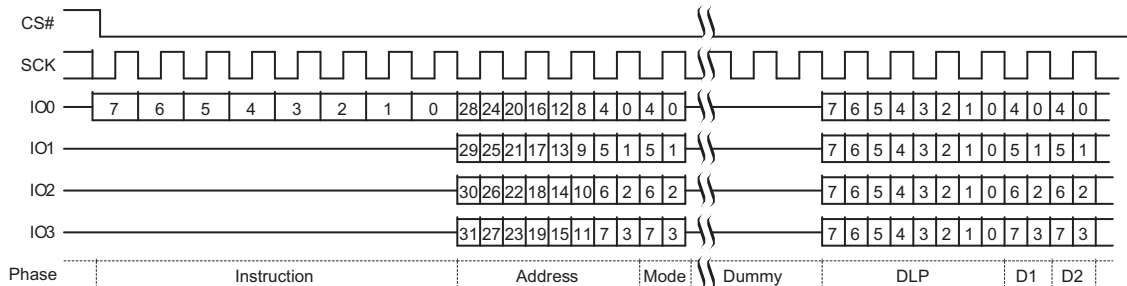 CS#
SCK
IO0 7 6 5 4 3 2 1 0 28 24 20 16 12 8 4 0 4 0 7 6 5 4 3 2 1 0 4 0 4 0
IO1 29 25 21 17 13 9 5 1 5 1 7 6 5 4 3 2 1 0 5 1 5 1
IO2 30 26 22 18 14 10 6 2 6 2 7 6 5 4 3 2 1 0 6 2 6 2
IO3 31 27 23 19 15 11 7 3 7 3 7 6 5 4 3 2 1 0 7 3 7 3
Phase Instruction Address Mode Dummy DLP D1 D2